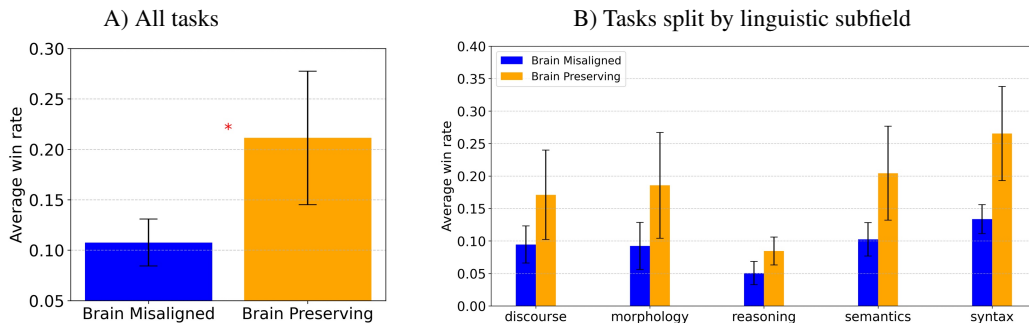 A) All tasks
0.30
0.25
0.20
0.15
0.10
0.05
Average win rate
*
Brain Misaligned
Brain Preserving
B) Tasks split by linguistic subfield
0.40
0.35
0.30
0.25
0.20
0.15
0.10
0.05
0.00
Average win rate
Brain Misaligned
Brain Preserving
discourse
morphology
reasoning
semantics
syntax